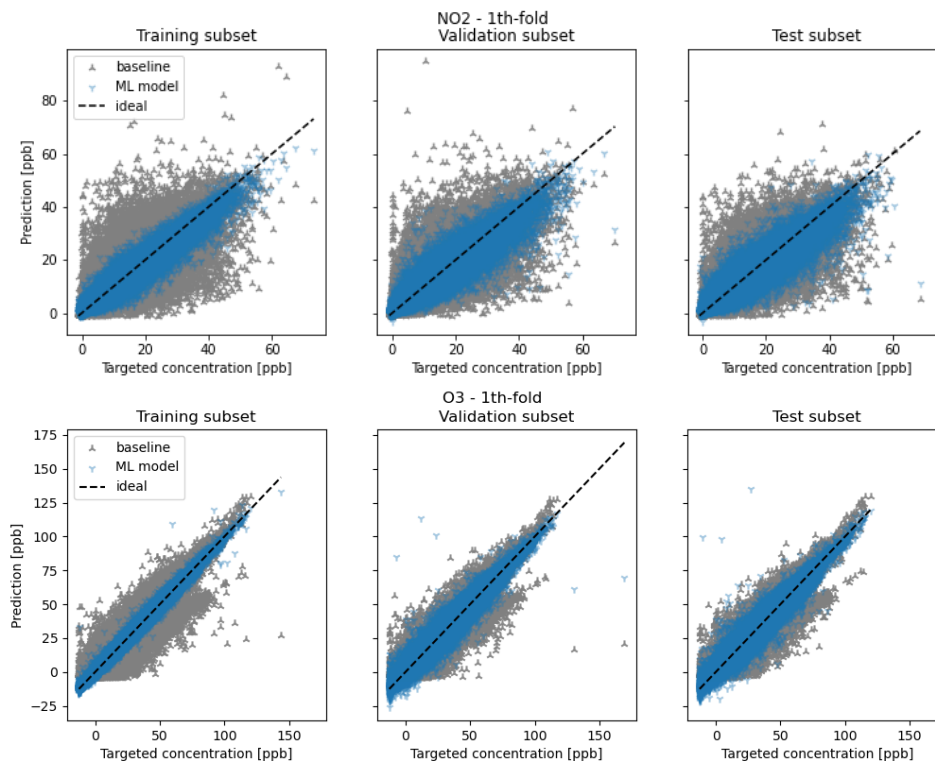 NO2 - 1th-fold
Training subset
Validation subset
Test subset
baseline
ML model
ideal
Prediction [ppb]
80
60
40
20
0
0 20 40 60
0 20 40 60
0 20 40 60
Targeted concentration [ppb]
Targeted concentration [ppb]
Targeted concentration [ppb]
O3 - 1th-fold
Training subset
Validation subset
Test subset
baseline
ML model
ideal
Prediction [ppb]
175
150
125
100
75
50
25
0
−25
0 50 100 150
0 50 100 150
0 50 100 150
Targeted concentration [ppb]
Targeted concentration [ppb]
Targeted concentration [ppb]